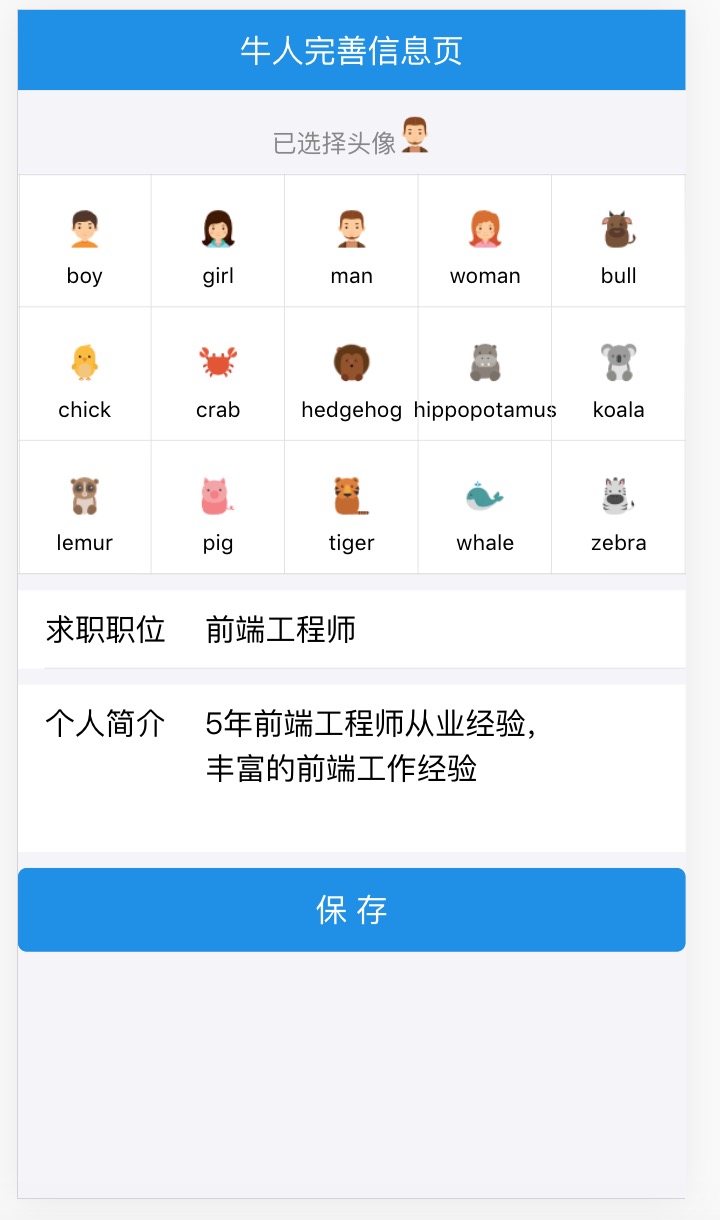 牛人完善信息页
已选择头像
boy girl man woman bull
chick crab hedgehog hippopotamus koala
lemur pig tiger whale zebra
求职职位 前端工程师
个人简介 5年前端工程师从业经验,
丰富的前端工作经验
保 存